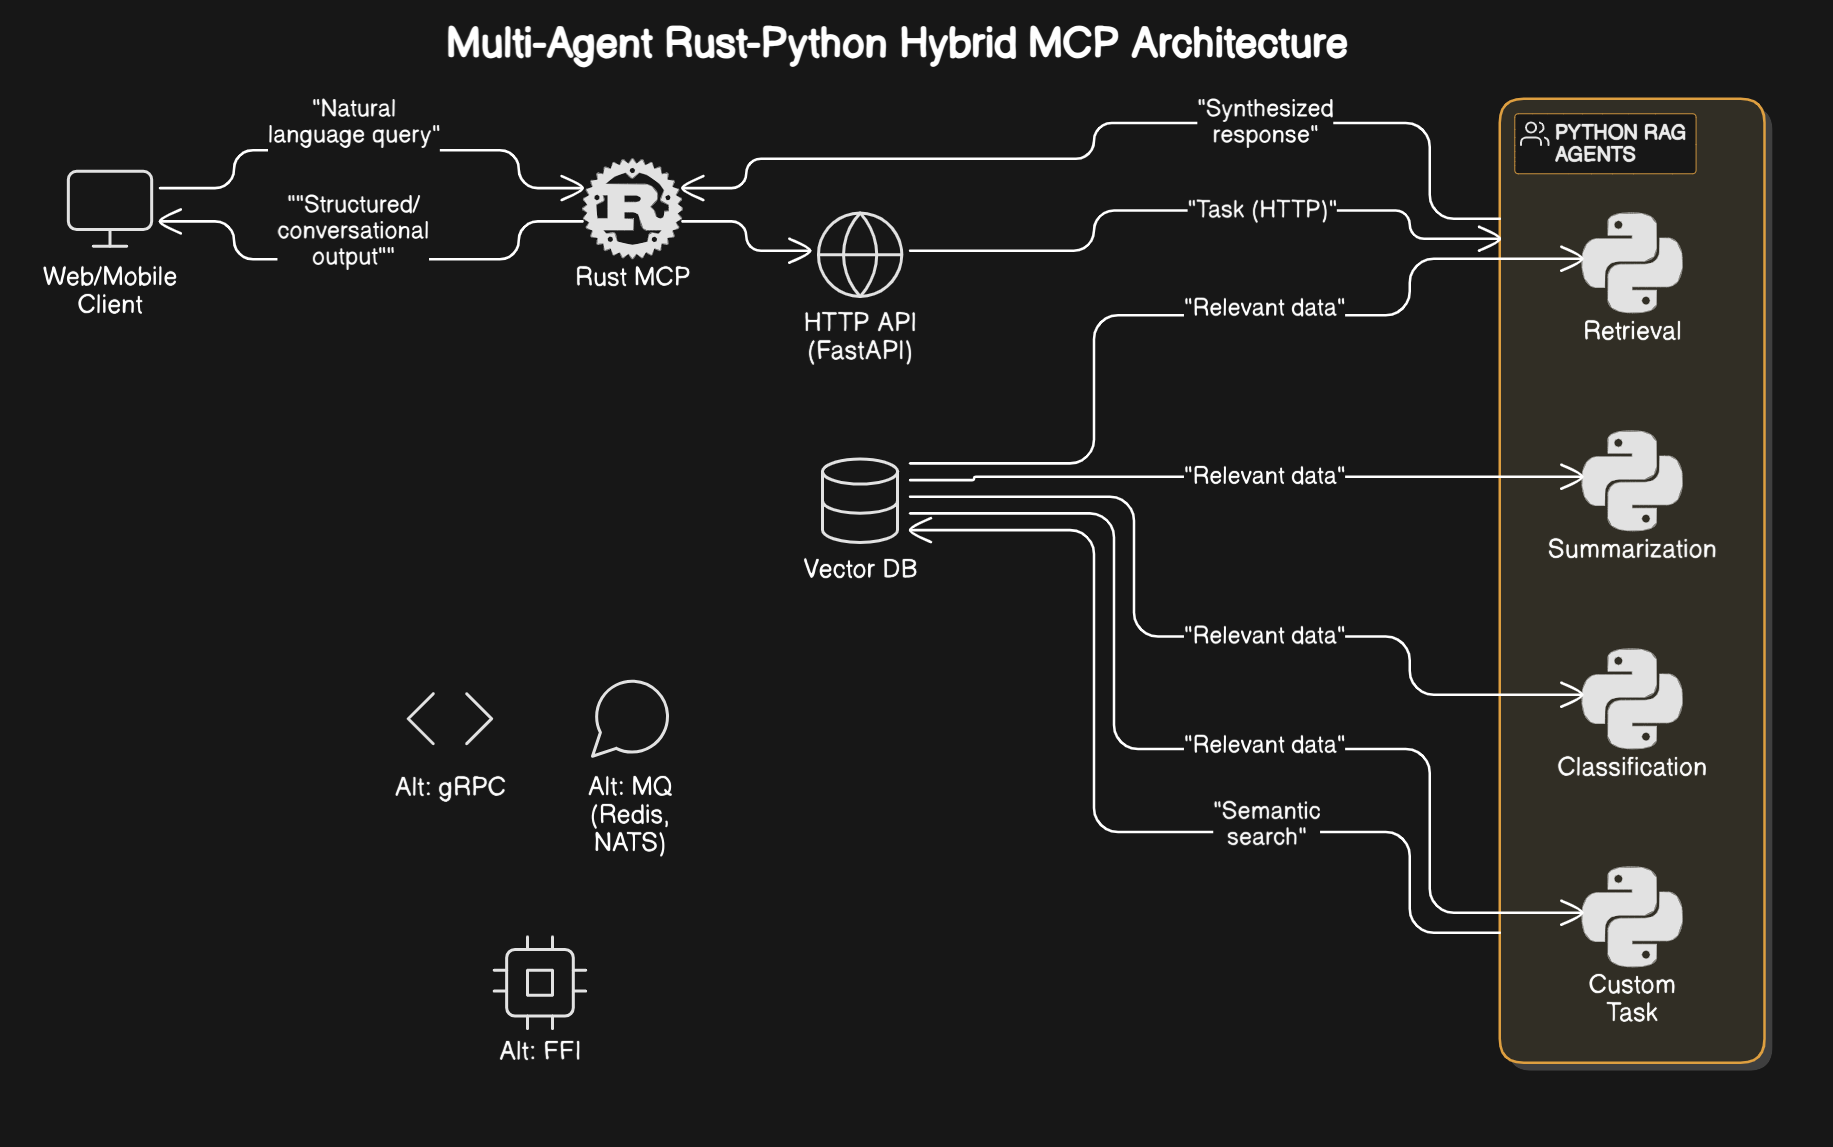 Multi-Agent Rust-Python Hybrid MCP Architecture
"Natural
language query"
""Structured/
conversational
output""
Web/Mobile
Client
R
Rust MCP
HTTP API
(FastAPI)
"Synthesized
response"
"Task (HTTP)"
"Relevant data"
PYTHON RAG
AGENTS
Retrieval
Vector DB
"Relevant data"
Summarization
"Relevant data"
Classification
"Relevant data"
"Semantic
search"
Custom
Task
Alt: gRPC
Alt: MQ
(Redis,
NATS)
Alt: FFI